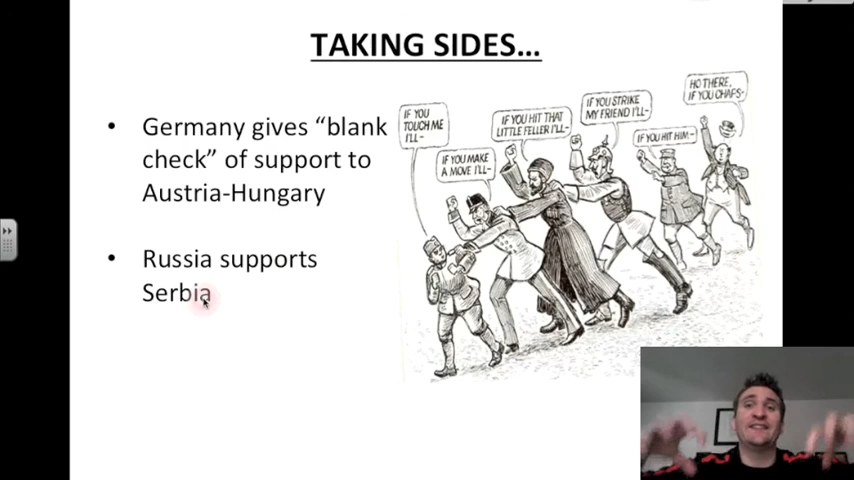 TAKING SIDES...
• Germany gives “blank
check” of support to
Austria-Hungary
• Russia supports
Serbia
IF YOU
TOUCH ME
I'LL-
IF YOU MAKE
A MOVE I'LL-
IF YOU HIT THAT
LITTLE FELLER I'LL-
IF YOU STRIKE
MY FRIEND I'LL-
IF YOU HIT HIM-
HO THERE,
IF YOU CHAPS-